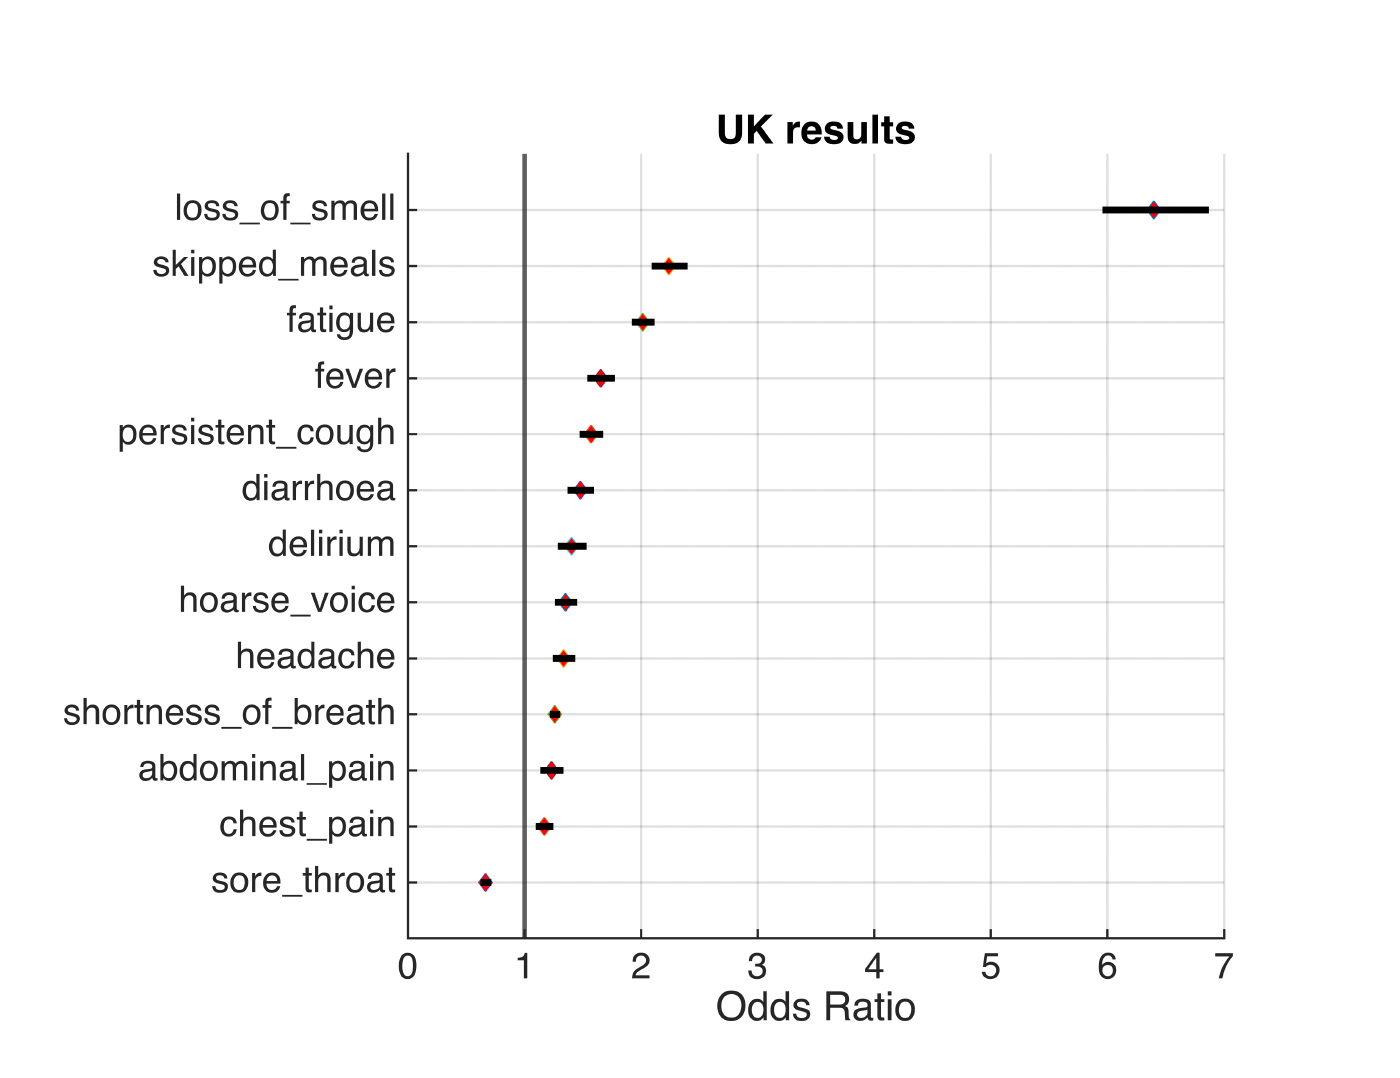 UK results
loss_of_smell
skipped_meals
fatigue
fever
persistent_cough
diarrhoea
delirium
hoarse_voice
headache
shortness_of_breath
abdominal_pain
chest_pain
sore_throat
0 1 2 3 4 5 6 7
Odds Ratio